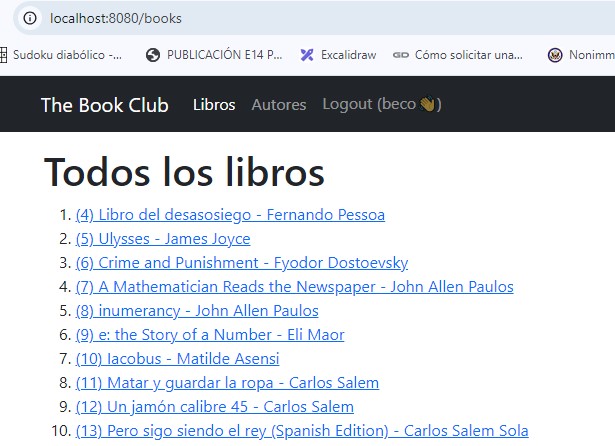 localhost:8080/books
Sudoku diabólico -... PUBLICACIÓN E14 P... Excalidraw GD Cómo solicitar una... Nonimm
The Book Club Libros Autores Logout (beco 👋)
Todos los libros
1. (4) Libro del desasosiego - Fernando Pessoa
2. (5) Ulysses - James Joyce
3. (6) Crime and Punishment - Fyodor Dostoevsky
4. (7) A Mathematician Reads the Newspaper - John Allen Paulos
5. (8) inumerancy - John Allen Paulos
6. (9) e: the Story of a Number - Eli Maor
7. (10) Iacobus - Matilde Asensi
8. (11) Matar y guardar la ropa - Carlos Salem
9. (12) Un jamón calibre 45 - Carlos Salem
10. (13) Pero sigo siendo el rey (Spanish Edition) - Carlos Salem Sola